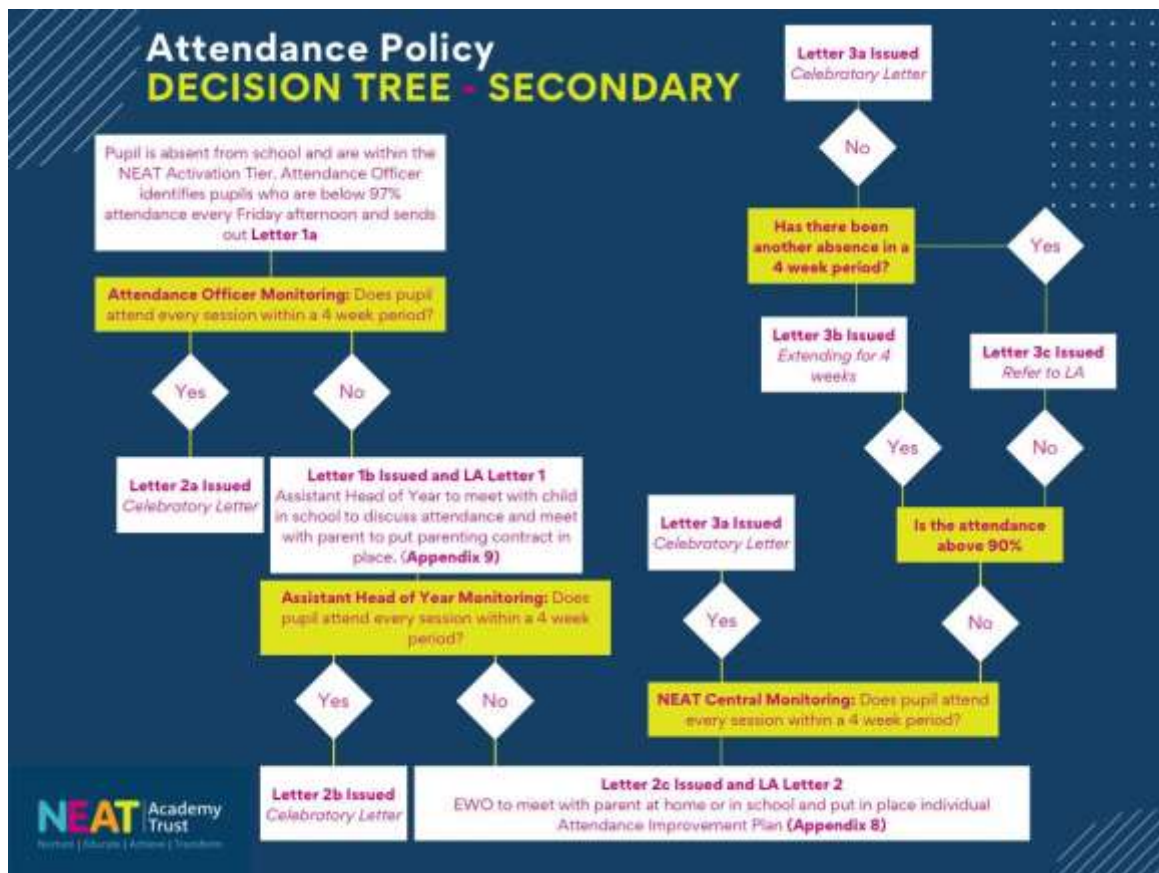 Attendance Policy
DECISION TREE - SECONDARY
Pupil is absent from school and are within the
NEAT Activation Tier. Attendance Officer
identifies pupils who are below 97%
attendance every Friday afternoon and sends
out Letter 1a
Attendance Officer Monitoring: Does pupil
attend every session within a 4 week period?
Yes
No
Letter 2a Issued
Celebratory Letter
Letter 1b Issued and LA Letter 1
Assistant Head of Year to meet with child
in school to discuss attendance and meet
with parent to put parenting contract in
place. (Appendix 9)
Assistant Head of Year Monitoring: Does
pupil attend every session within a 4 week
period?
Yes
No
Letter 2b Issued
Celebratory Letter
Letter 2c Issued and LA Letter 2
EWO to meet with parent at home or in school and put in place individual
Attendance Improvement Plan (Appendix 8)
NEAT Central Monitoring: Does pupil attend
every session within a 4 week period?
Yes
No
Letter 3a Issued
Celebratory Letter
Is the attendance
above 90%
Yes
No
Letter 3b Issued
Extending for 4
weeks
Letter 3c Issued
Refer to LA
Has there been
another absence in a
4 week period?
Yes
No
Letter 3a Issued
Celebratory Letter
NEAT Academy
Trust
Nurture | Educate | Achieve | Transform